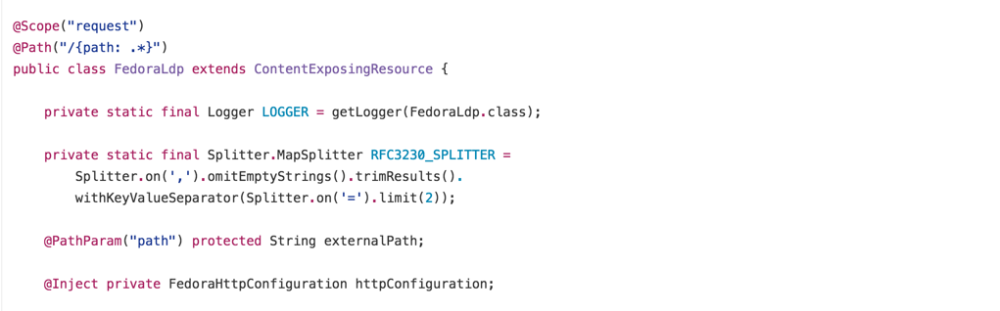 @Scope("request")
@Path("/{path: .*}")
public class FedoraLdp extends ContentExposingResource {
private static final Logger LOGGER = getLogger(FedoraLdp.class);
private static final Splitter.MapSplitter RFC3230_SPLITTER =
Splitter.on(',').omitEmptyStrings().trimResults().
withKeyValueSeparator(Splitter.on('=').limit(2));
@PathParam("path") protected String externalPath;
@Inject private FedoraHttpConfiguration httpConfiguration;